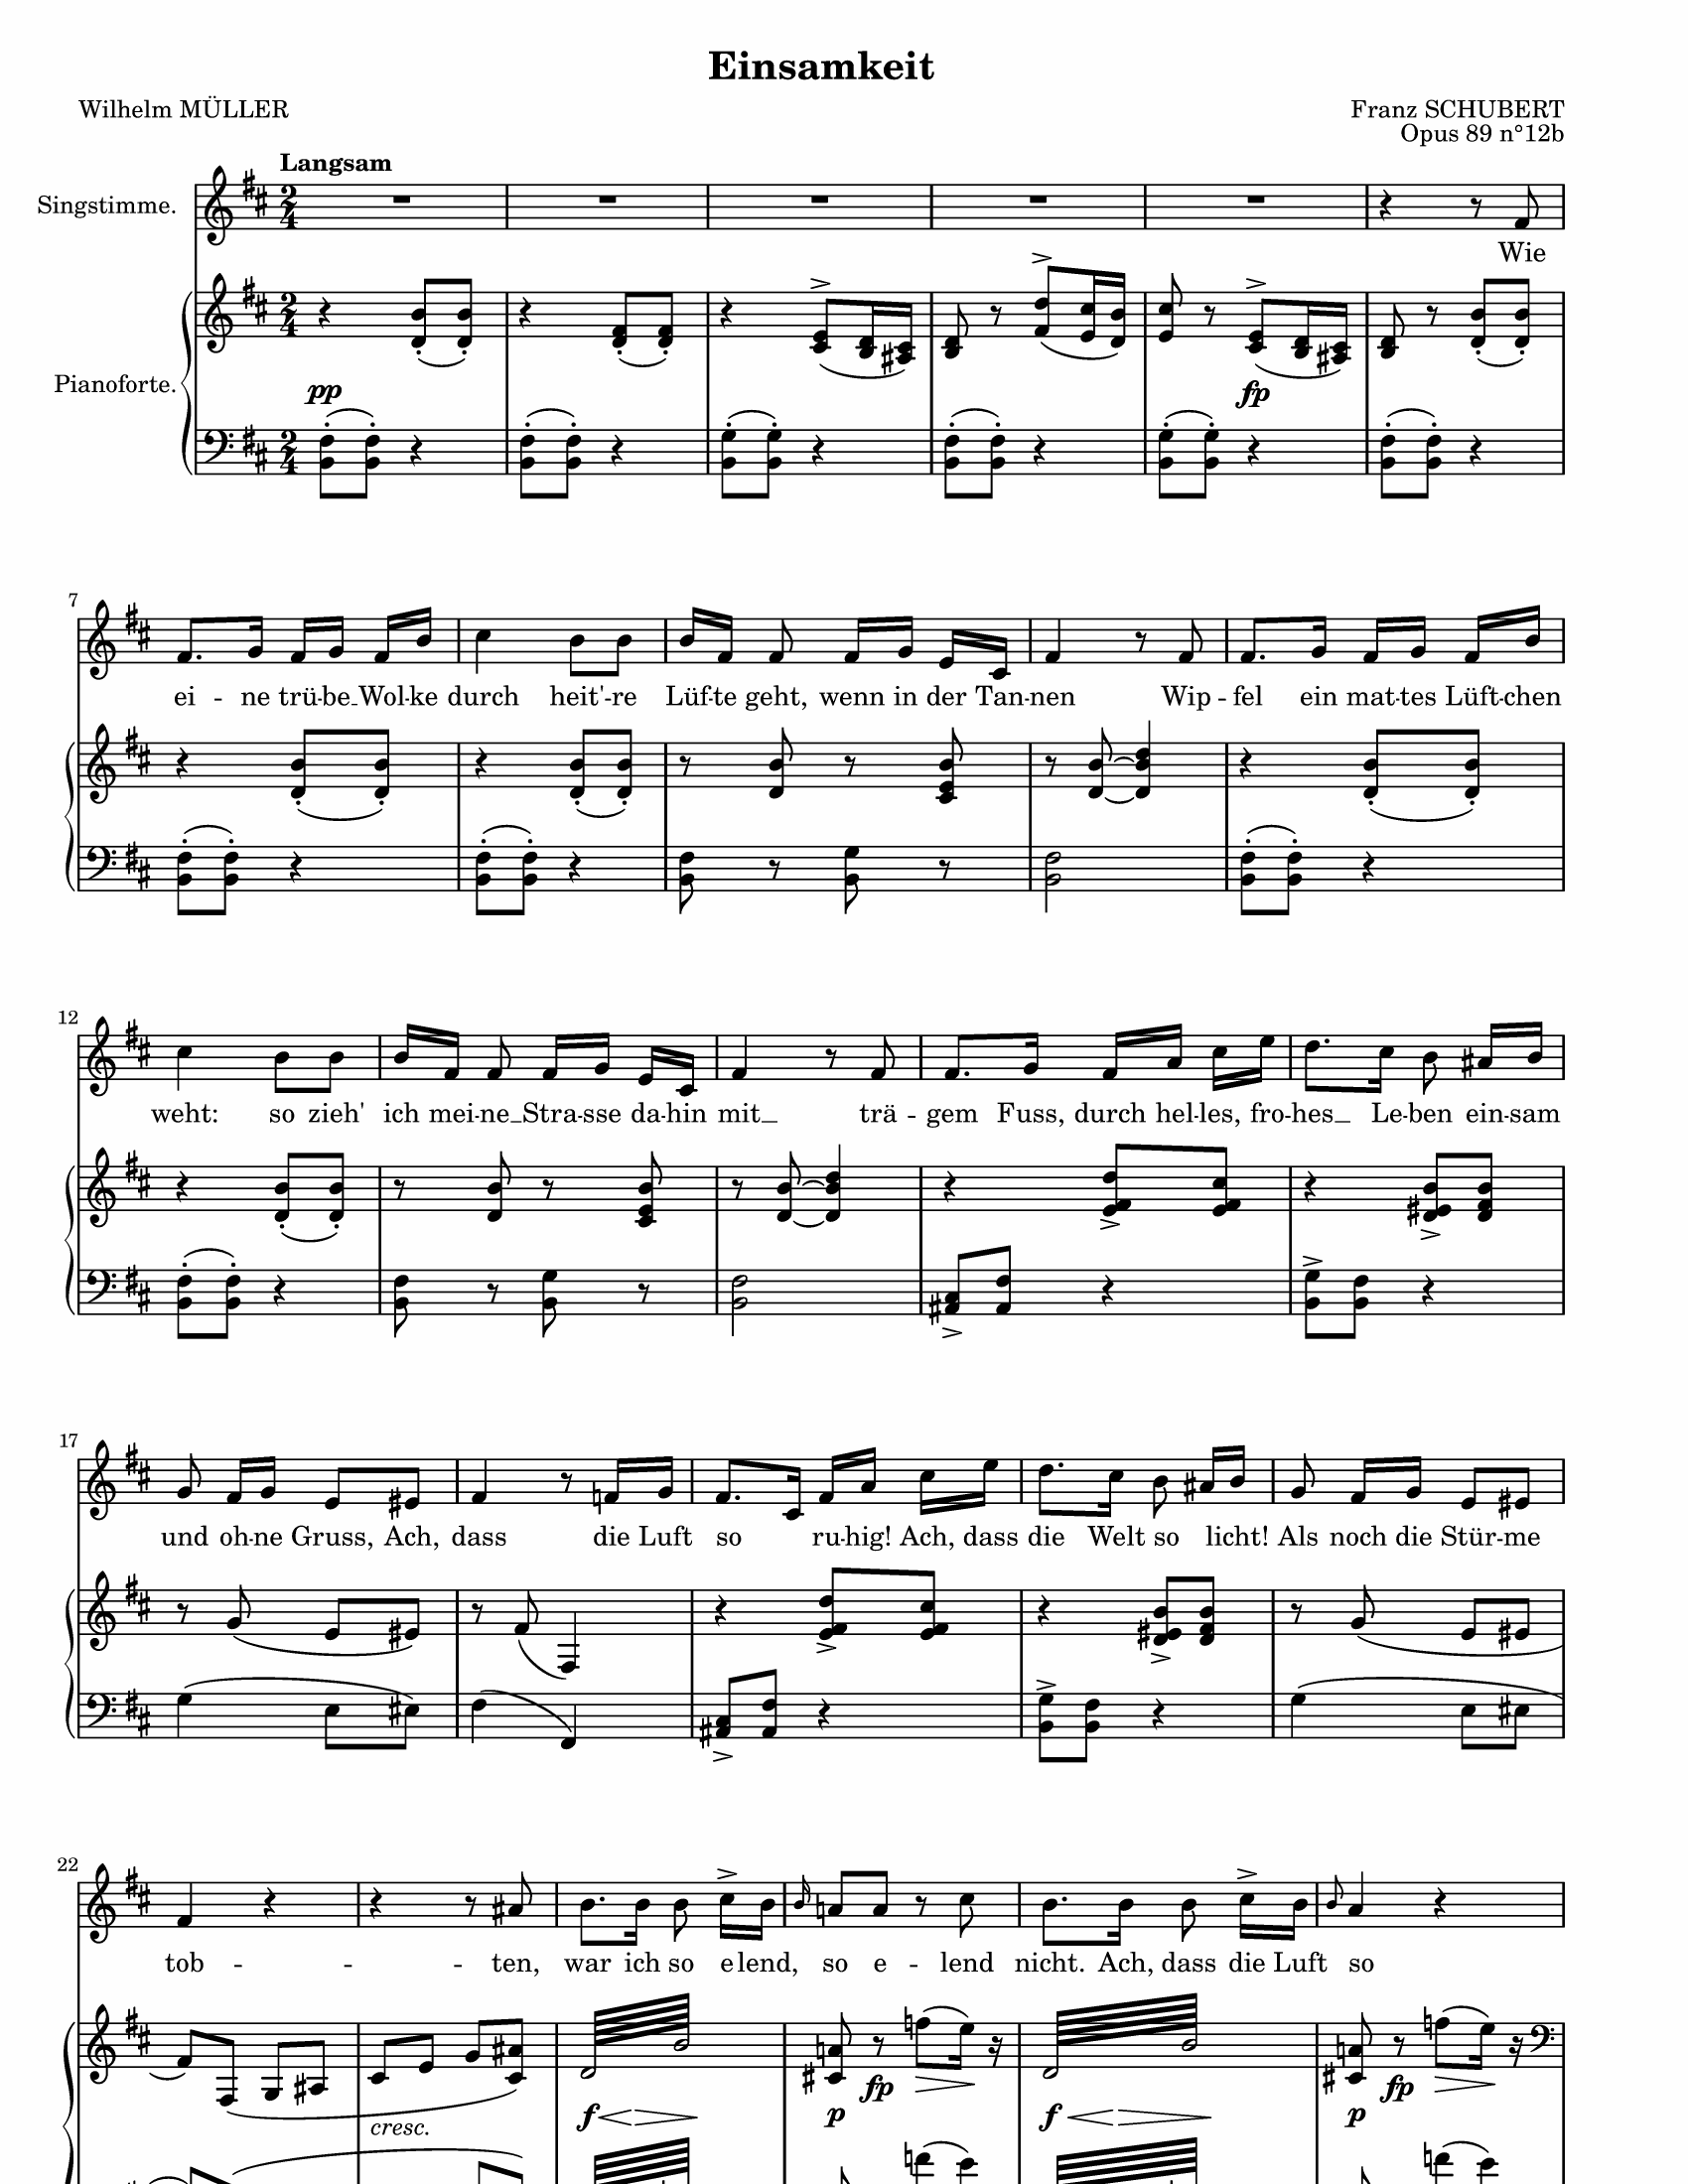 Einsamkeit
Wilhelm MÜLLER
Franz SCHUBERT
Opus 89 n°12b
Langsam
Singstimme.
Wie
Pianoforte.
pp
fp
7
ei - ne trü - be __ Wol - ke durch heit' - re Lüf - te geht, wenn in der Tan - nen Wip - fel ein mat - tes Lüft - chen
12
weht: so zieh' ich mei - ne __ Stra - sse da - hin mit __ trä - gem Fuss, durch hel - les, fro - hes __ Le - ben ein - sam
17
und oh - ne Gruss, Ach, dass die Luft so ru - hig! Ach, dass die Welt so licht! Als noch die Stür - me
22
tob - ten, war ich so e - lend, so e - lend nicht. Ach, dass die Luft so
cresc.
f p fp f p fp